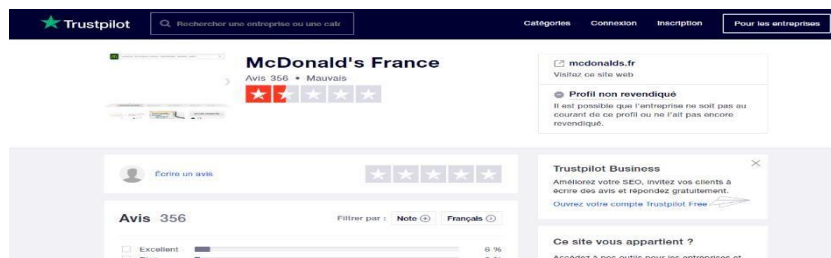 Trustpilot
Rechercher une entreprise ou une caté
Catégories
Connexion
Inscription
Pour les entreprises
McDonald's France
Avis 356 • Mauvais
mcdonalds.fr
Visitez ce site web
Profil non revendiqué
Il est possible que l'entreprise ne soit pas au
courant de ce profil ou ne l'ait pas encore
revendiqué.
Écrire un avis
Trustpilot Business
Améliorez votre SEO, invitez vos clients à
écrire des avis et répondez gratuitement.
Ouvrez votre compte Trustpilot Free
Avis 356
Filtrer par : Note Français
Excellent 6 %
Ce site vous appartient ?